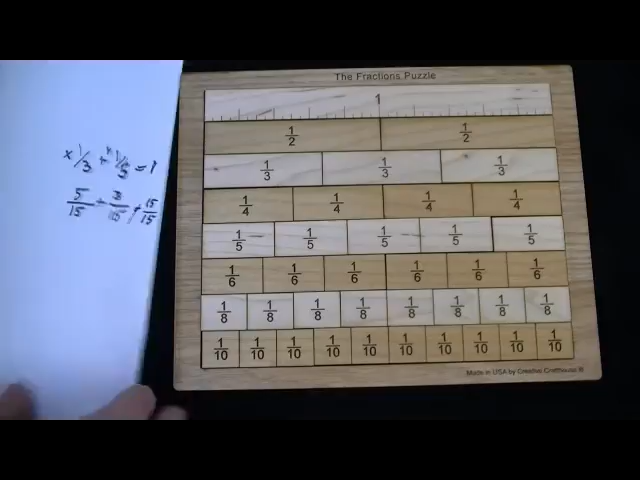 The Fractions Puzzle
1
1/2 1/2
1/3 1/3 1/3
1/4 1/4 1/4 1/4
1/5 1/5 1/5 1/5 1/5
1/6 1/6 1/6 1/6 1/6 1/6
1/8 1/8 1/8 1/8 1/8 1/8 1/8 1/8
1/10 1/10 1/10 1/10 1/10 1/10 1/10 1/10 1/10 1/10
Made in USA by Creative Crafthouse ®
x 1/3 + 1/5 = 1
5/15 + 3/15 15/15